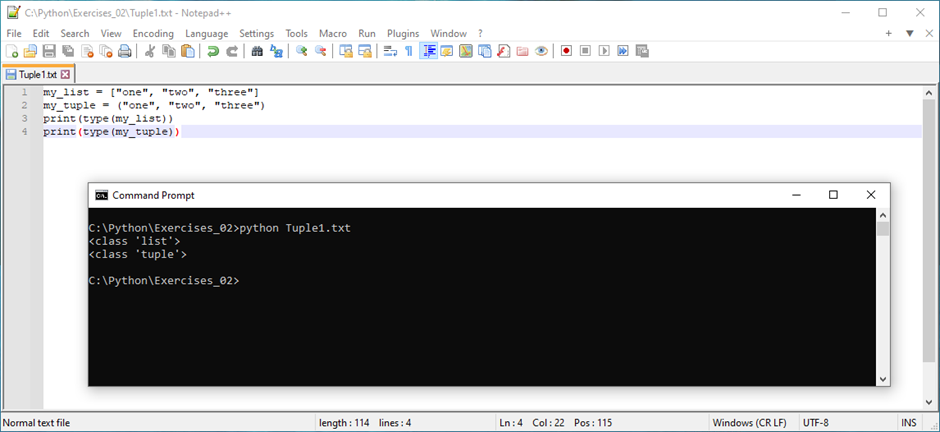 C:\Python\Exercises_02\Tuple1.txt - Notepad++
File Edit Search View Encoding Language Settings Tools Macro Run Plugins Window ? + ▼ X
Tuple1.txt
1 my_list = ["one", "two", "three"]
2 my_tuple = ("one", "two", "three")
3 print(type(my_list))
4 print(type(my_tuple))
Command Prompt
C:\Python\Exercises_02>python Tuple1.txt
<class 'list'>
<class 'tuple'>
C:\Python\Exercises_02>
Normal text file length : 114 lines : 4 Ln : 4 Col : 22 Pos : 115 Windows (CR LF) UTF-8 INS